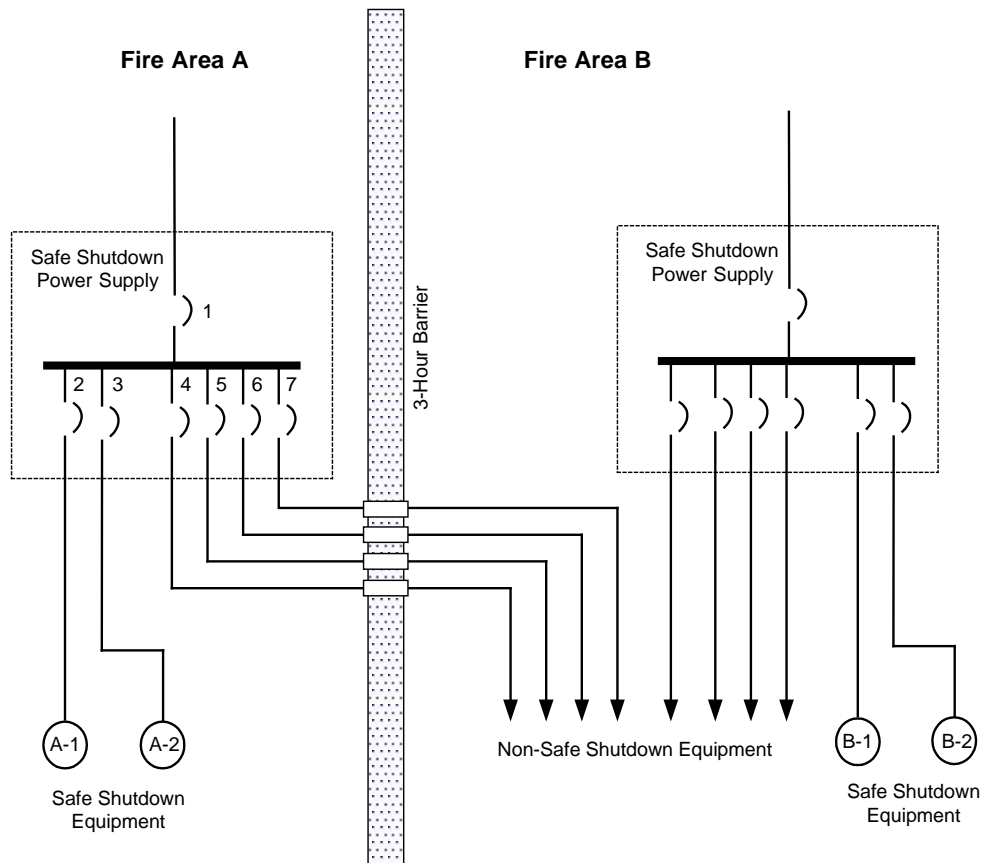 Fire Area A
Fire Area B
Safe Shutdown
Power Supply
1
2
3
4
5
6
7
3-Hour Barrier
Safe Shutdown
Power Supply
A-1
A-2
Safe Shutdown
Equipment
Non-Safe Shutdown Equipment
B-1
B-2
Safe Shutdown
Equipment